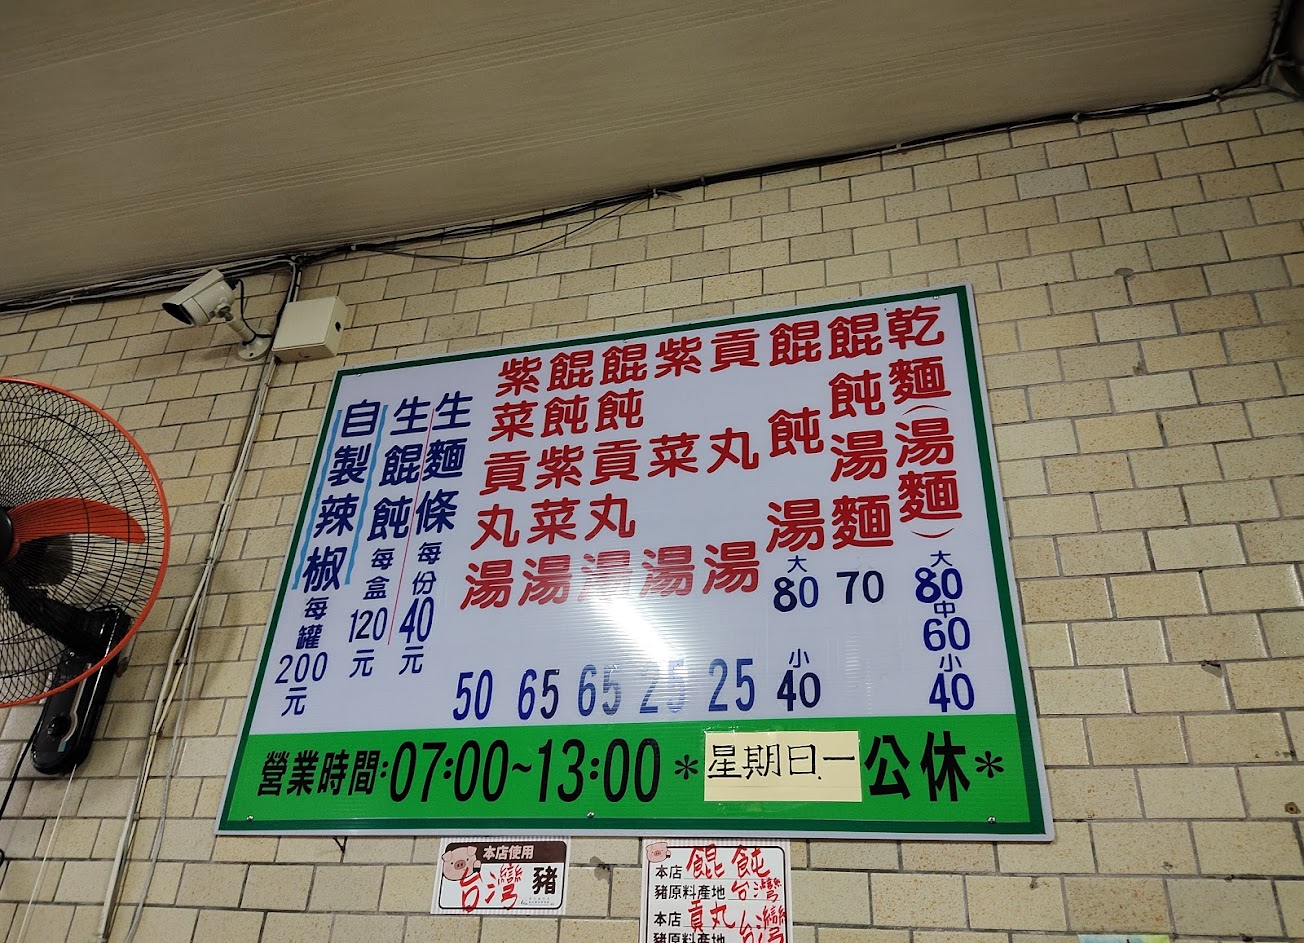 乾麵(湯麵) 大80 中60 小40
餛飩湯麵 70
餛飩湯 大80 小40
貢丸湯 25
紫菜湯 25
餛飩貢丸湯 65
餛飩紫菜湯 65
紫菜貢丸湯 50
生麵條 每份40元
生餛飩 每盒120元
自製辣椒 每罐200元
營業時間:07:00~13:00 *星期日.一公休*
本店使用
台灣豬
本店餛飩
豬原料產地台灣
本店貢丸
豬原料產地台灣